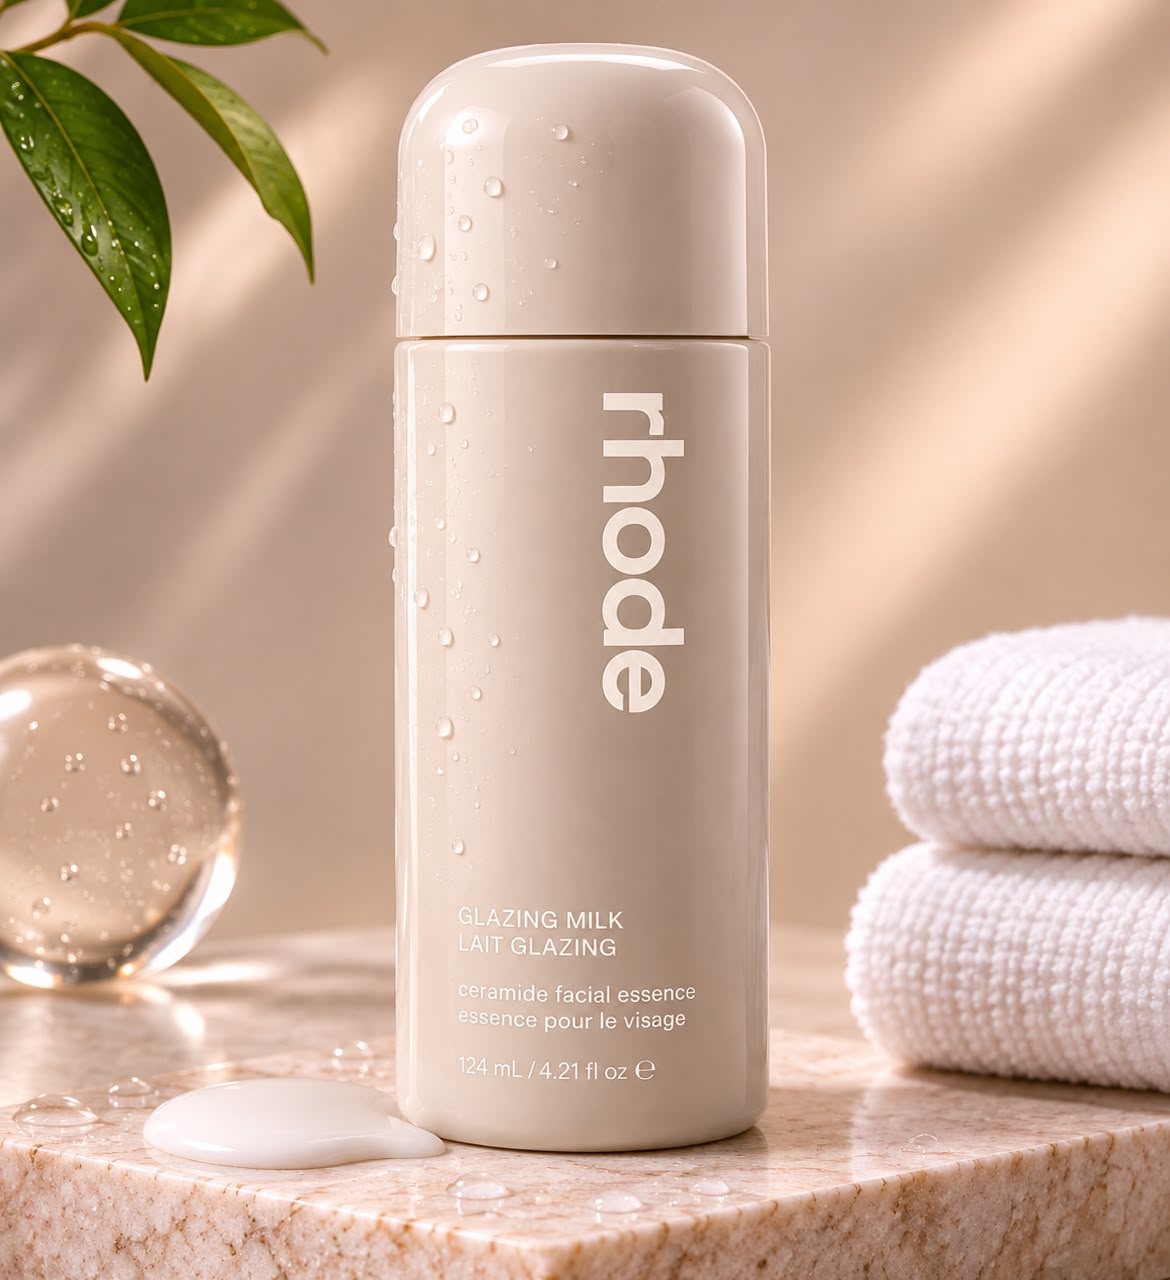 rhode
GLAZING MILK
LAIT GLAZING
ceramide facial essence
essence pour le visage
124 mL / 4.21 fl oz ℮